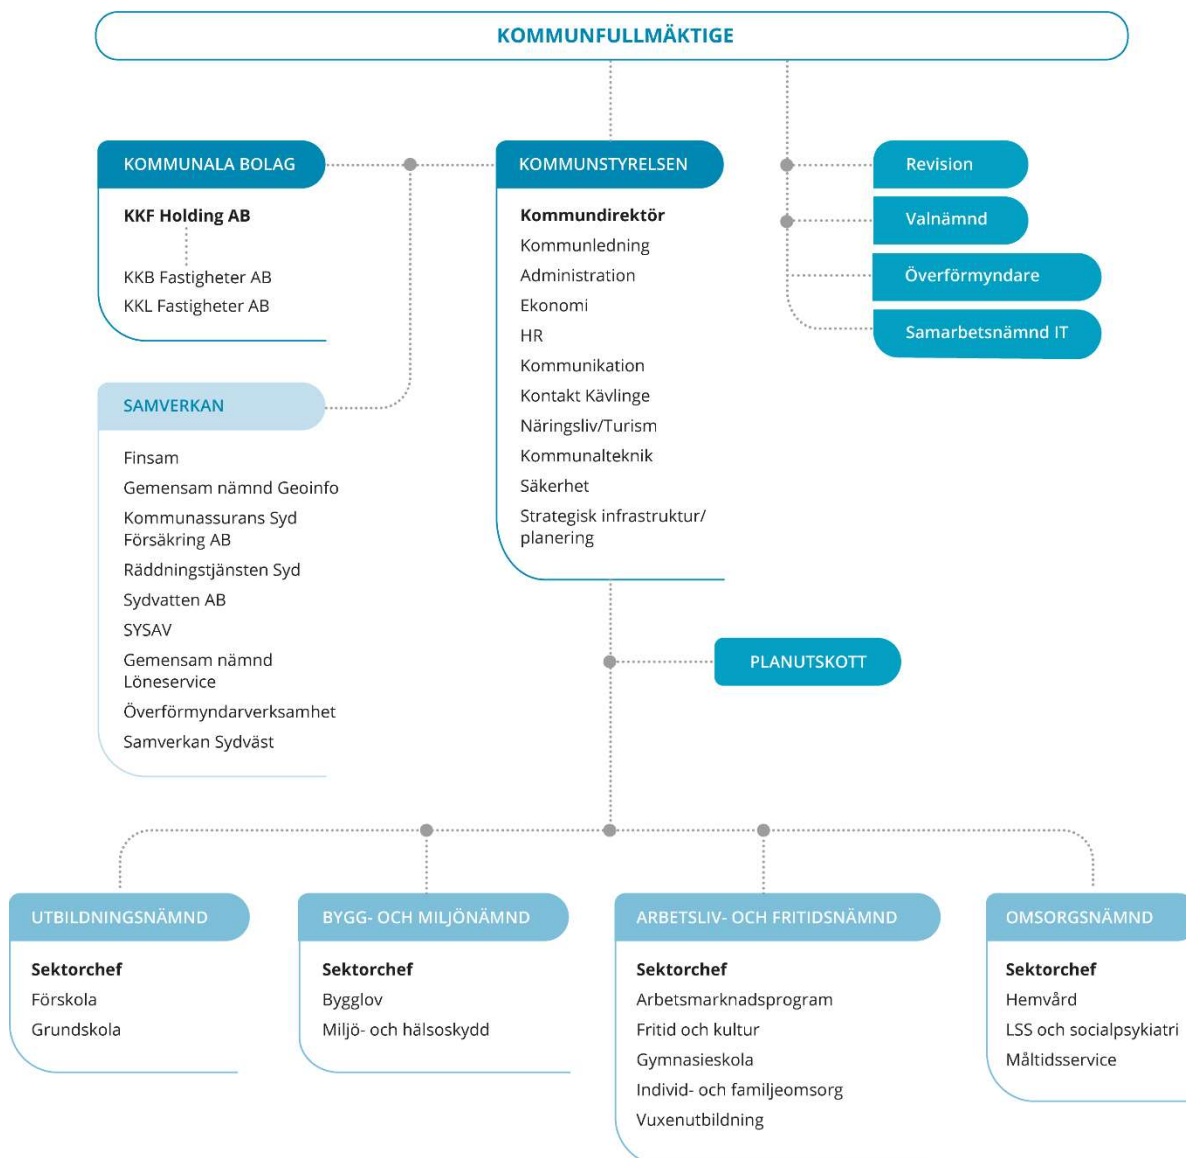 KOMMUNFULLMÄKTIGE
KOMMUNALA BOLAG
KKF Holding AB
KKB Fastigheter AB
KKL Fastigheter AB
KOMMUNSTYRELSEN
Kommundirektör
Kommunledning
Administration
Ekonomi
HR
Kommunikation
Kontakt Kävlinge
Näringsliv/Turism
Kommunalteknik
Säkerhet
Strategisk infrastruktur/
planering
Revision
Valnämnd
Överförmyndare
Samarbetsnämnd IT
SAMVERKAN
Finsam
Gemensam nämnd Geoinfo
Kommunassurans Syd
Försäkring AB
Räddningstjänsten Syd
Sydvatten AB
SYSAV
Gemensam nämnd
Löneservice
Överförmyndarverksamhet
Samverkan Sydväst
PLANUTSKOTT
UTBILDNINGSNÄMND
Sektorchef
Förskola
Grundskola
BYGG- OCH MILJÖNÄMND
Sektorchef
Bygglov
Miljö- och hälsoskydd
ARBETSLIV- OCH FRITIDSNÄMND
Sektorchef
Arbetsmarknadsprogram
Fritid och kultur
Gymnasieskola
Individ- och familjeomsorg
Vuxenutbildning
OMSORGSNÄMND
Sektorchef
Hemvård
LSS och socialpsykiatri
Måltidsservice